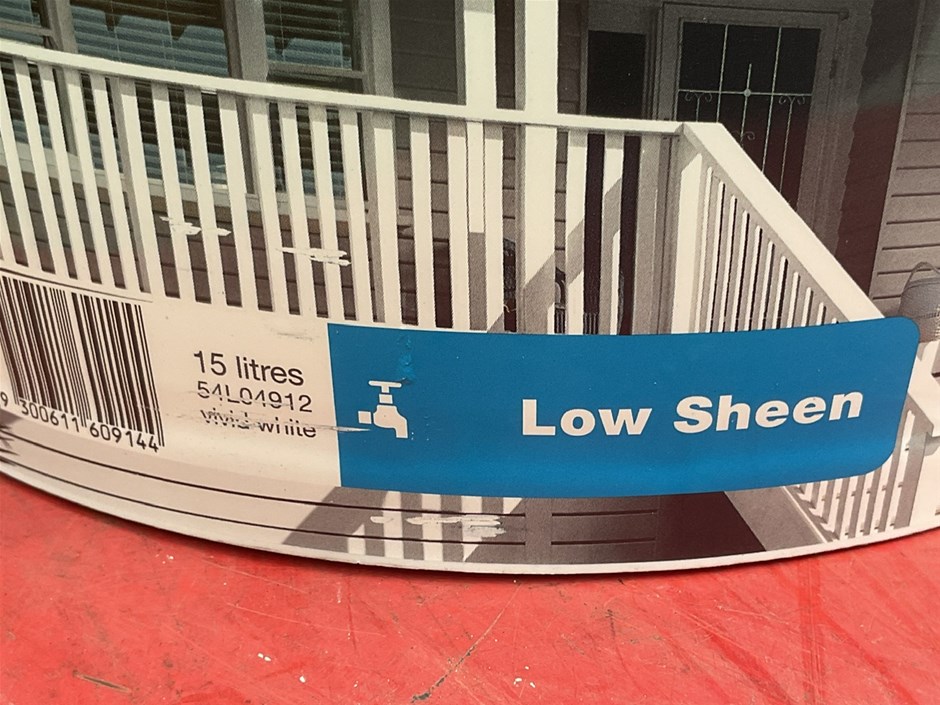 15 litres
54L04912
vivid white
9 300611 609144
Low Sheen